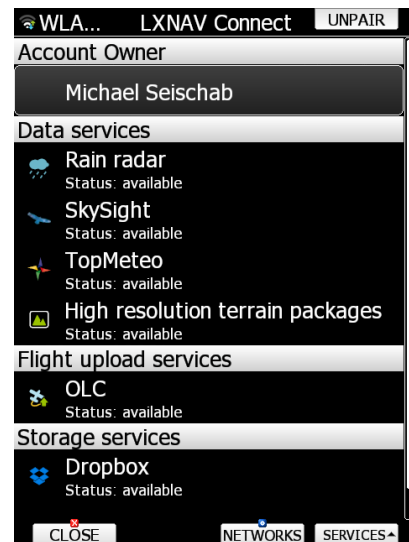 WLA... LXNAV Connect UNPAIR
Account Owner
Michael Seischab
Data services
Rain radar
Status: available
SkySight
Status: available
TopMeteo
Status: available
High resolution terrain packages
Status: available
Flight upload services
OLC
Status: available
Storage services
Dropbox
Status: available
CLOSE NETWORKS SERVICES